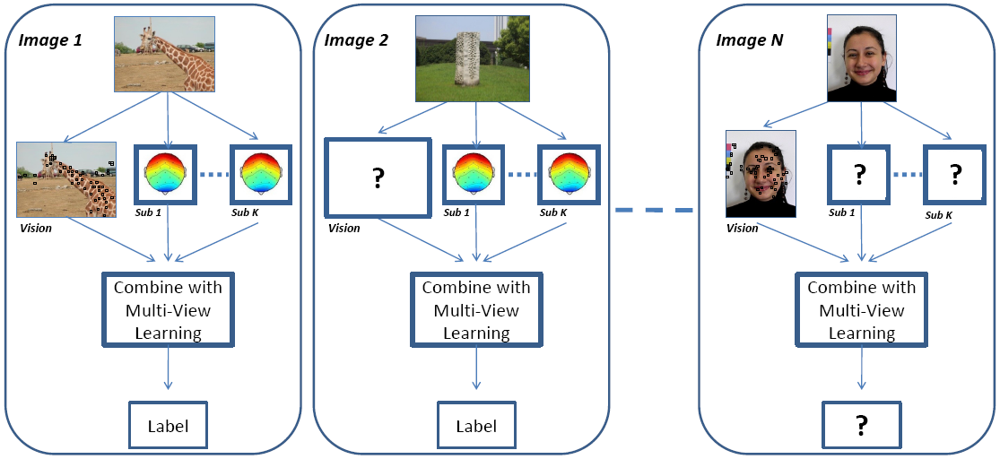 Image 1
Vision
Sub 1
Sub K
Combine with
Multi-View
Learning
Label
Image 2
?
Vision
Sub 1
Sub K
Combine with
Multi-View
Learning
Label
Image N
?
?
Vision
Sub 1
Sub K
Combine with
Multi-View
Learning
?